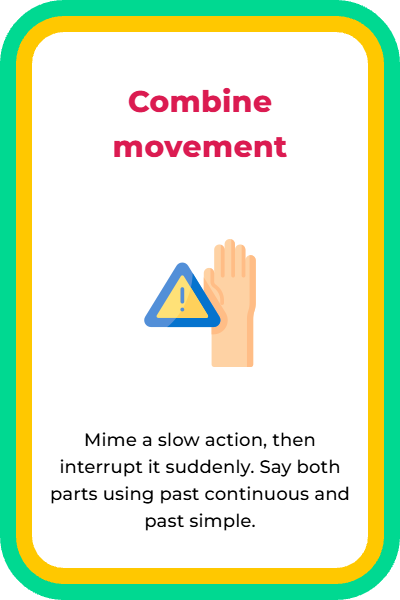 Combine
movement
Mime a slow action, then
interrupt it suddenly. Say both
parts using past continuous and
past simple.